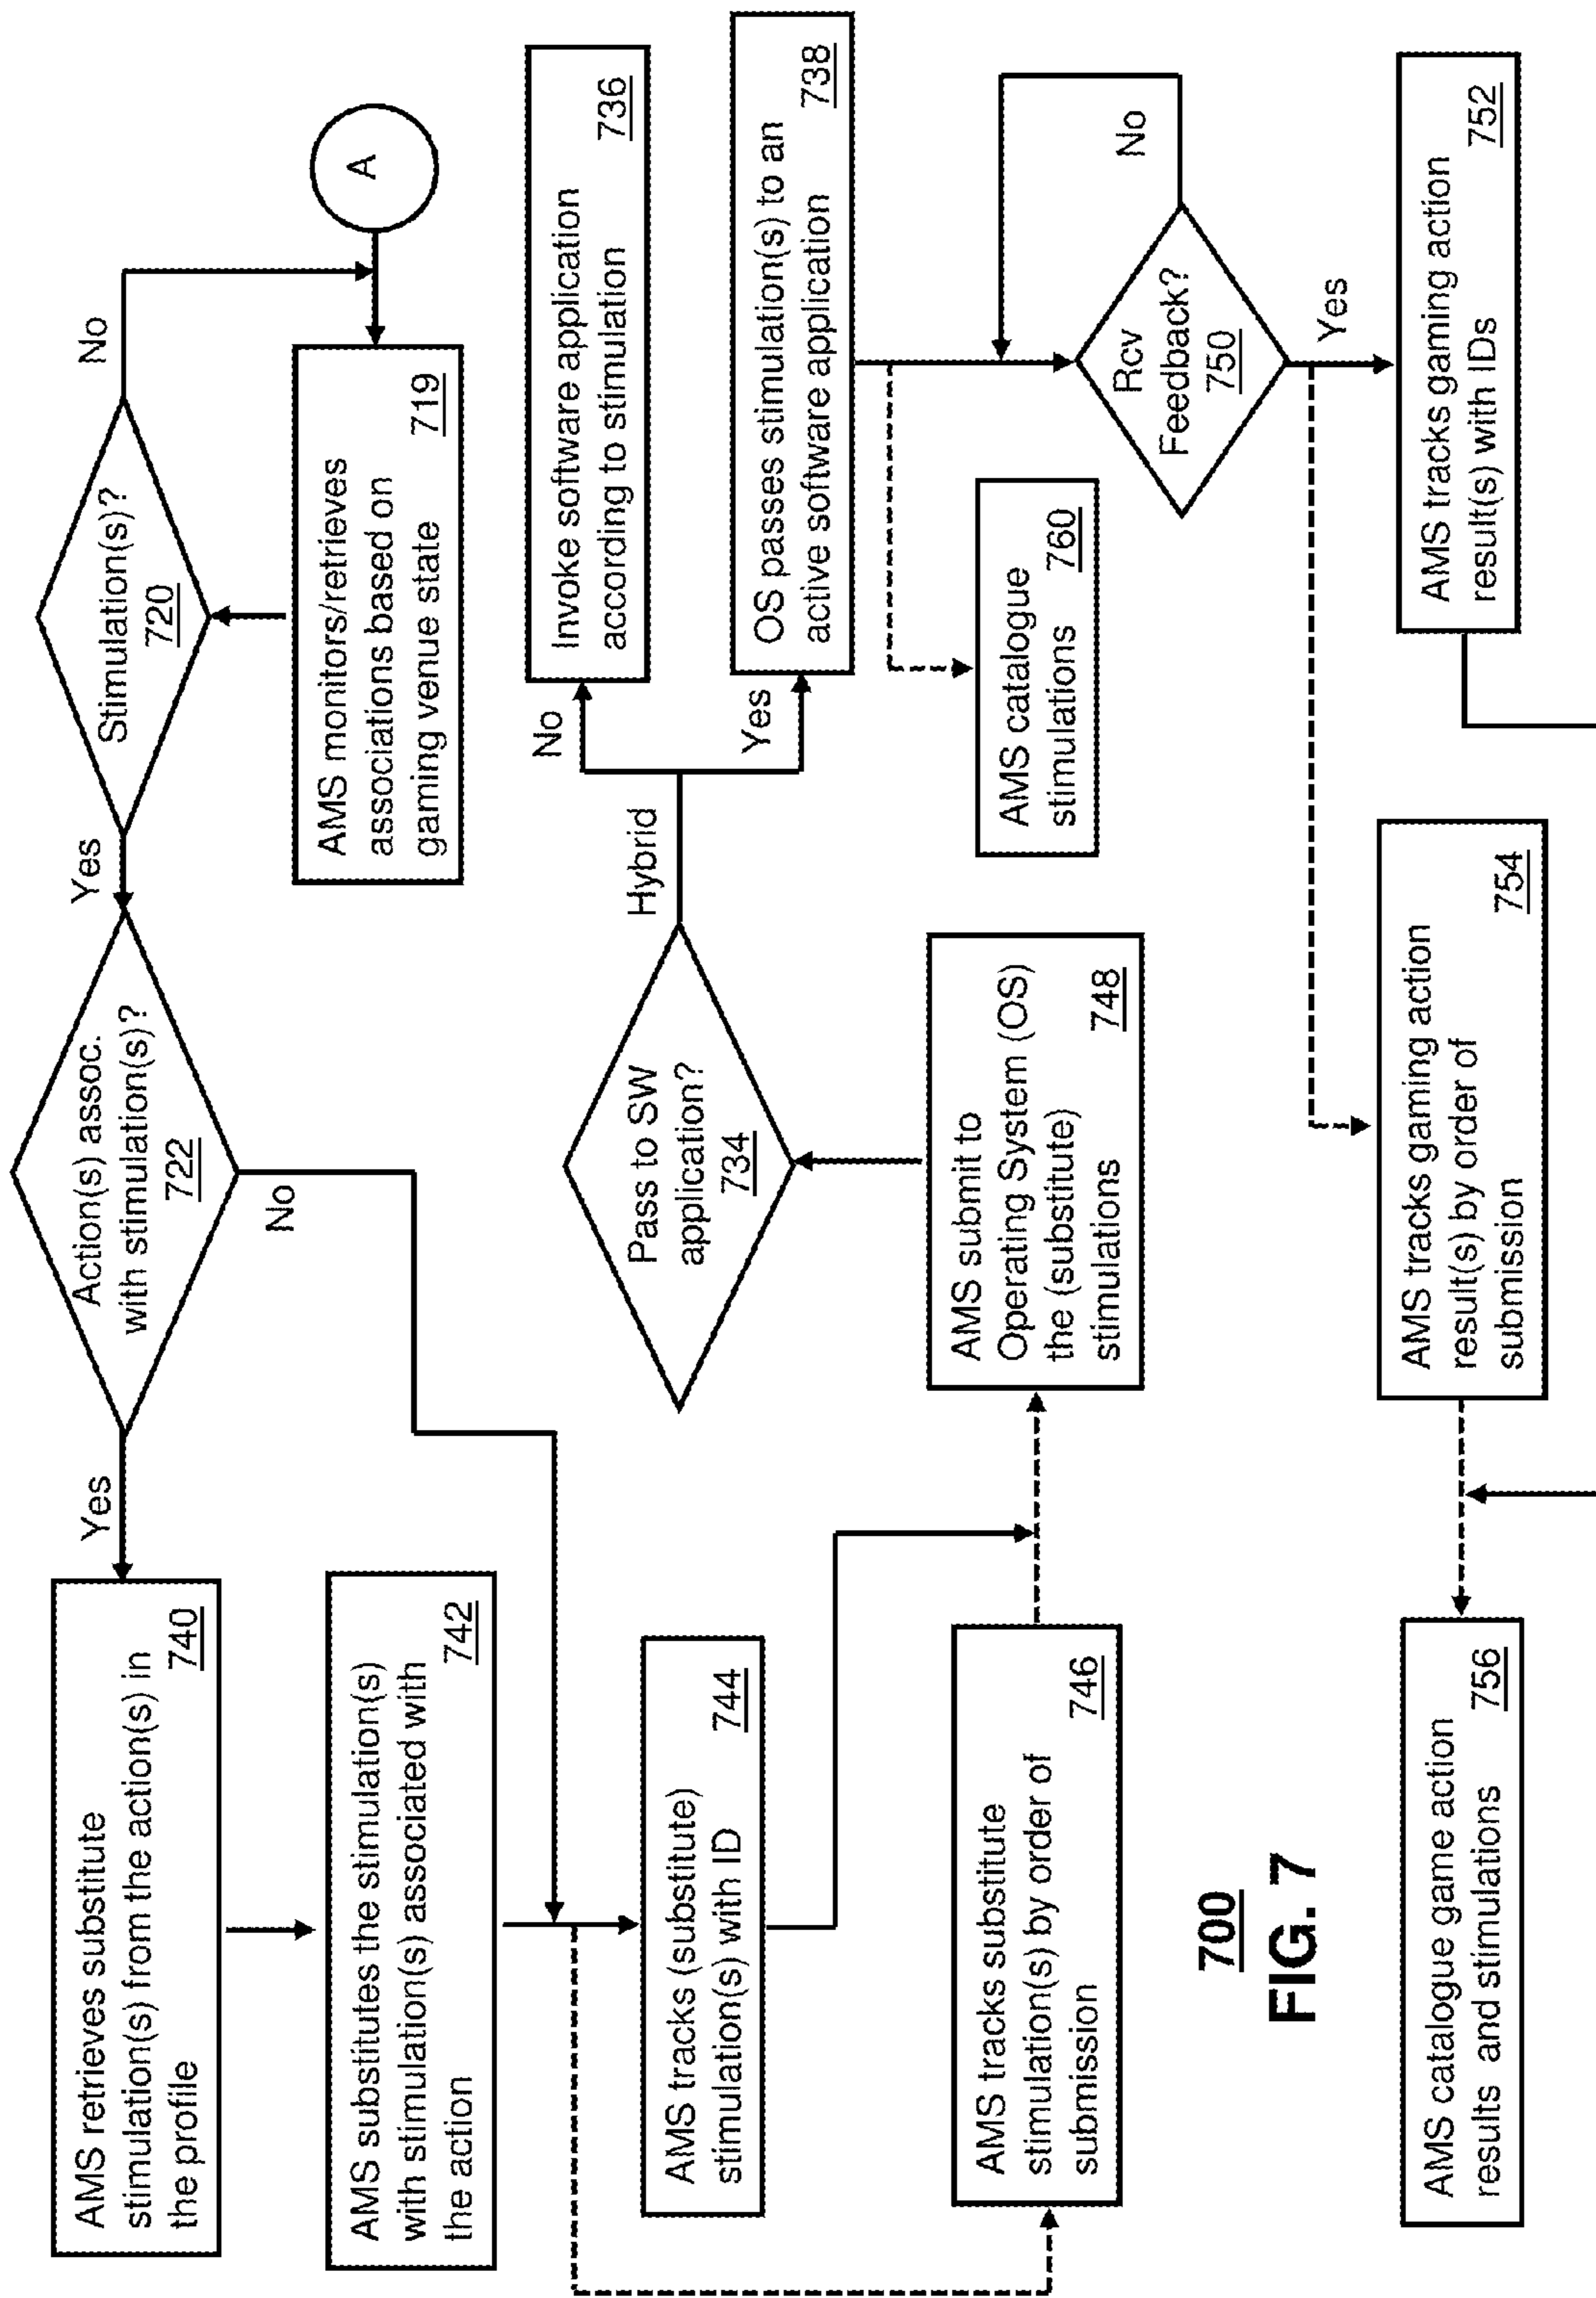 A
AMS monitors/retrieves
associations based on
gaming venue state 719
Stimulation(s)?
720
No
Yes
Action(s) assoc.
with stimulation(s)?
722
No
Yes
AMS retrieves substitute
stimulation(s) from the action(s) in
the profile 740
AMS substitutes the stimulation(s)
with stimulation(s) associated with
the action 742
AMS tracks (substitute)
stimulation(s) with ID 744
AMS tracks substitute
stimulation(s) by order of
submission 746
AMS submit to
Operating System (OS)
the (substitute)
stimulations 748
Pass to SW
application?
734
Hybrid
No
Yes
Invoke software application
according to stimulation 736
OS passes stimulation(s) to an
active software application 738
AMS catalogue
stimulations 760
Rcv
Feedback?
750
No
Yes
AMS tracks gaming action
result(s) with IDs 752
AMS tracks gaming action
result(s) by order of
submission 754
AMS catalogue game action
results and stimulations 756
700
FIG. 7